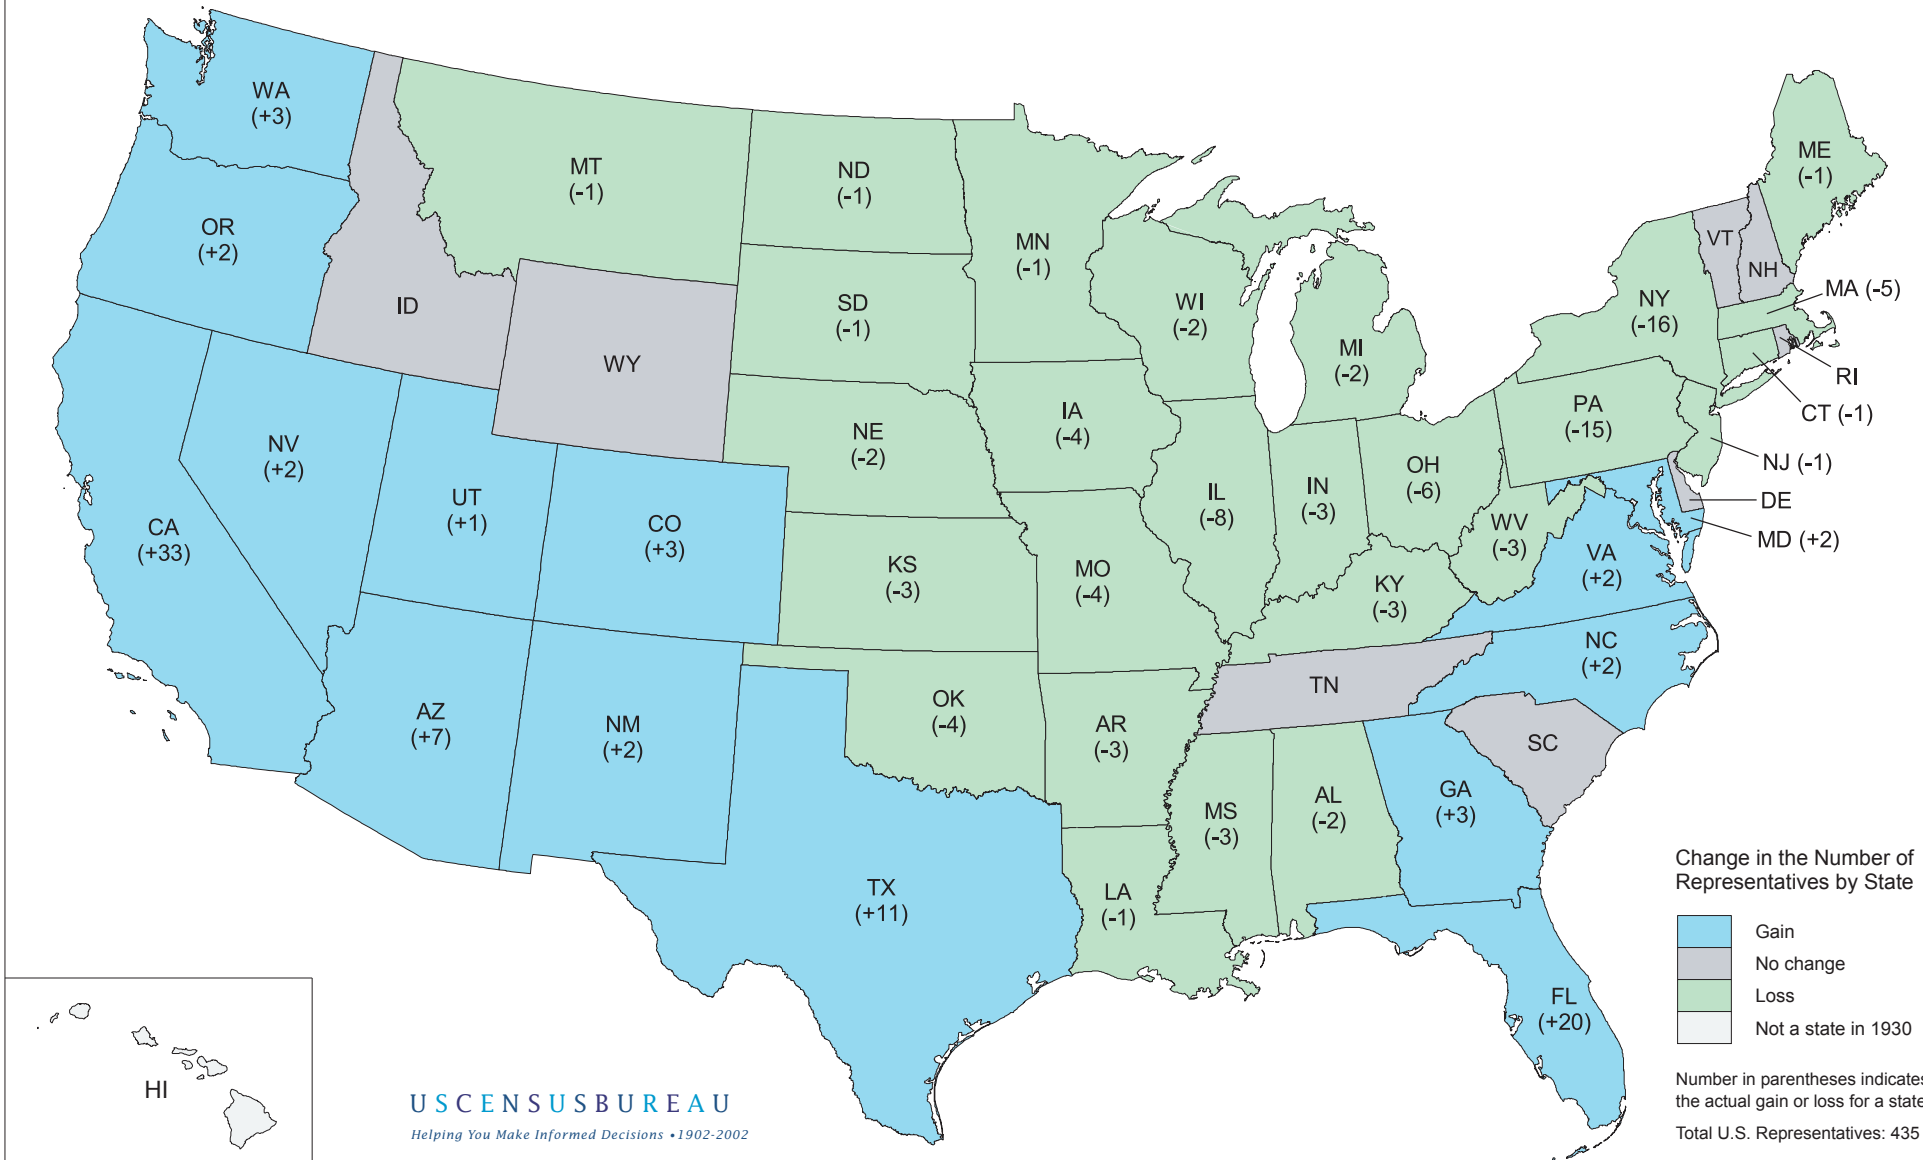 WA
(+3)
MT
(-1)
ND
(-1)
ME
(-1)
OR
(+2)
MN
(-1)
VT
NH
ID
SD
(-1)
WI
(-2)
NY
(-16)
MA (-5)
WY
MI
(-2)
RI
IA
(-4)
PA
(-15)
CT (-1)
NV
(+2)
NE
(-2)
OH
(-6)
NJ (-1)
UT
(+1)
IL
(-8)
IN
(-3)
DE
CA
(+33)
CO
(+3)
WV
(-3)
MD (+2)
KS
(-3)
MO
(-4)
KY
(-3)
VA
(+2)
NC
(+2)
TN
AZ
(+7)
NM
(+2)
OK
(-4)
AR
(-3)
SC
MS
(-3)
AL
(-2)
GA
(+3)
TX
(+11)
LA
(-1)
FL
(+20)
HI
Change in the Number of
Representatives by State
Gain
No change
Loss
Not a state in 1930
Number in parentheses indicates
the actual gain or loss for a state
Total U.S. Representatives: 435
USCENSUSBUREAU
Helping You Make Informed Decisions • 1902-2002